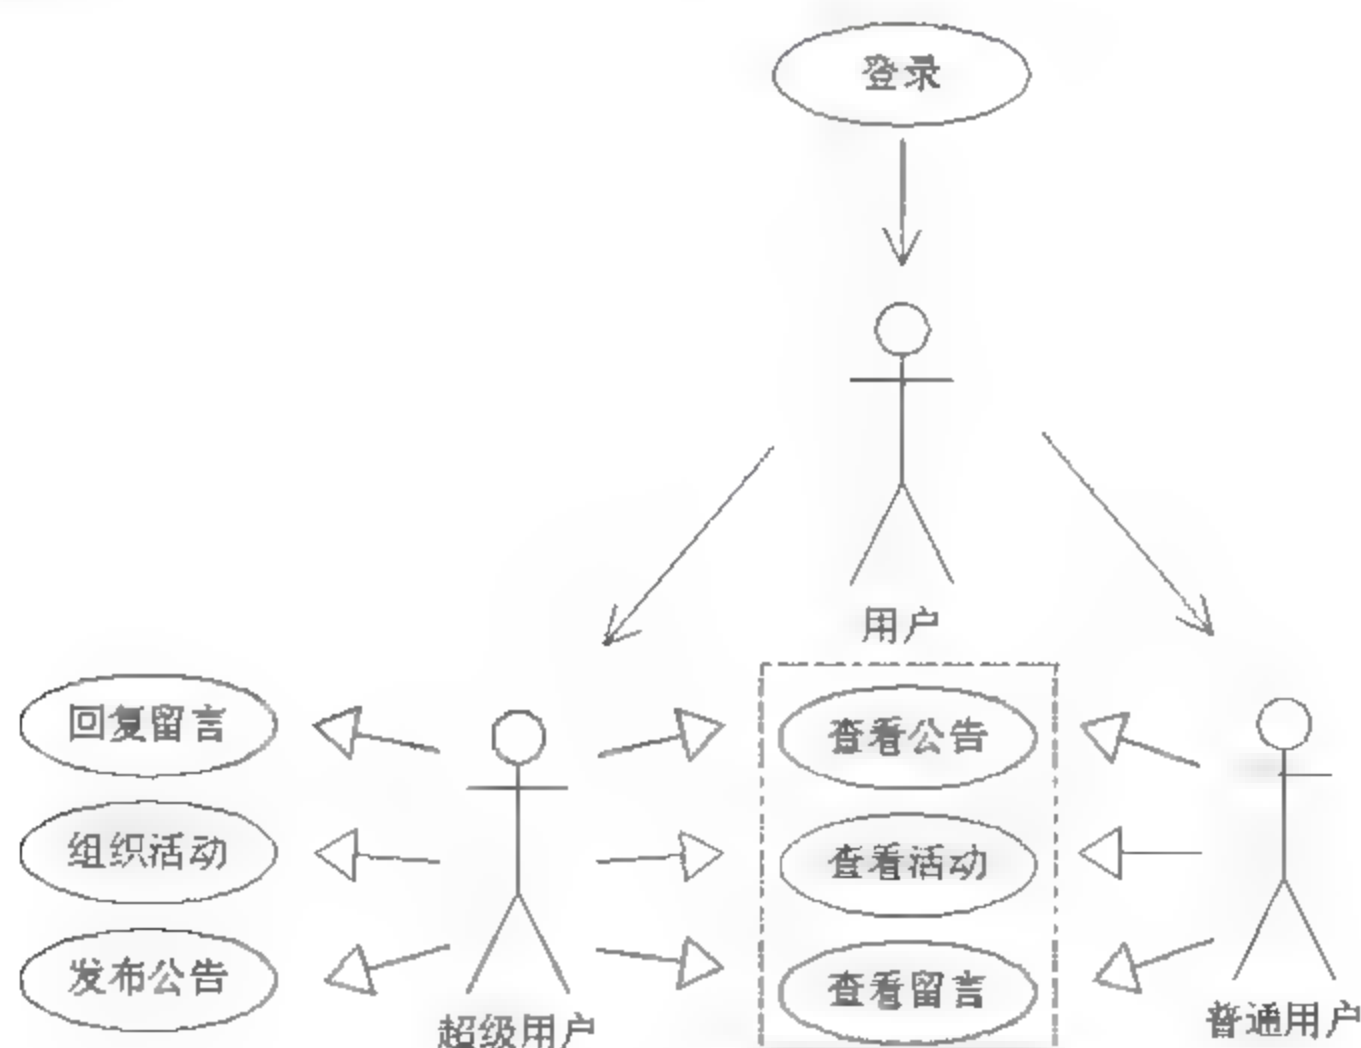 登录
用户
回复留言
查看公告
组织活动
查看活动
发布公告
查看留言
超级用户
普通用户